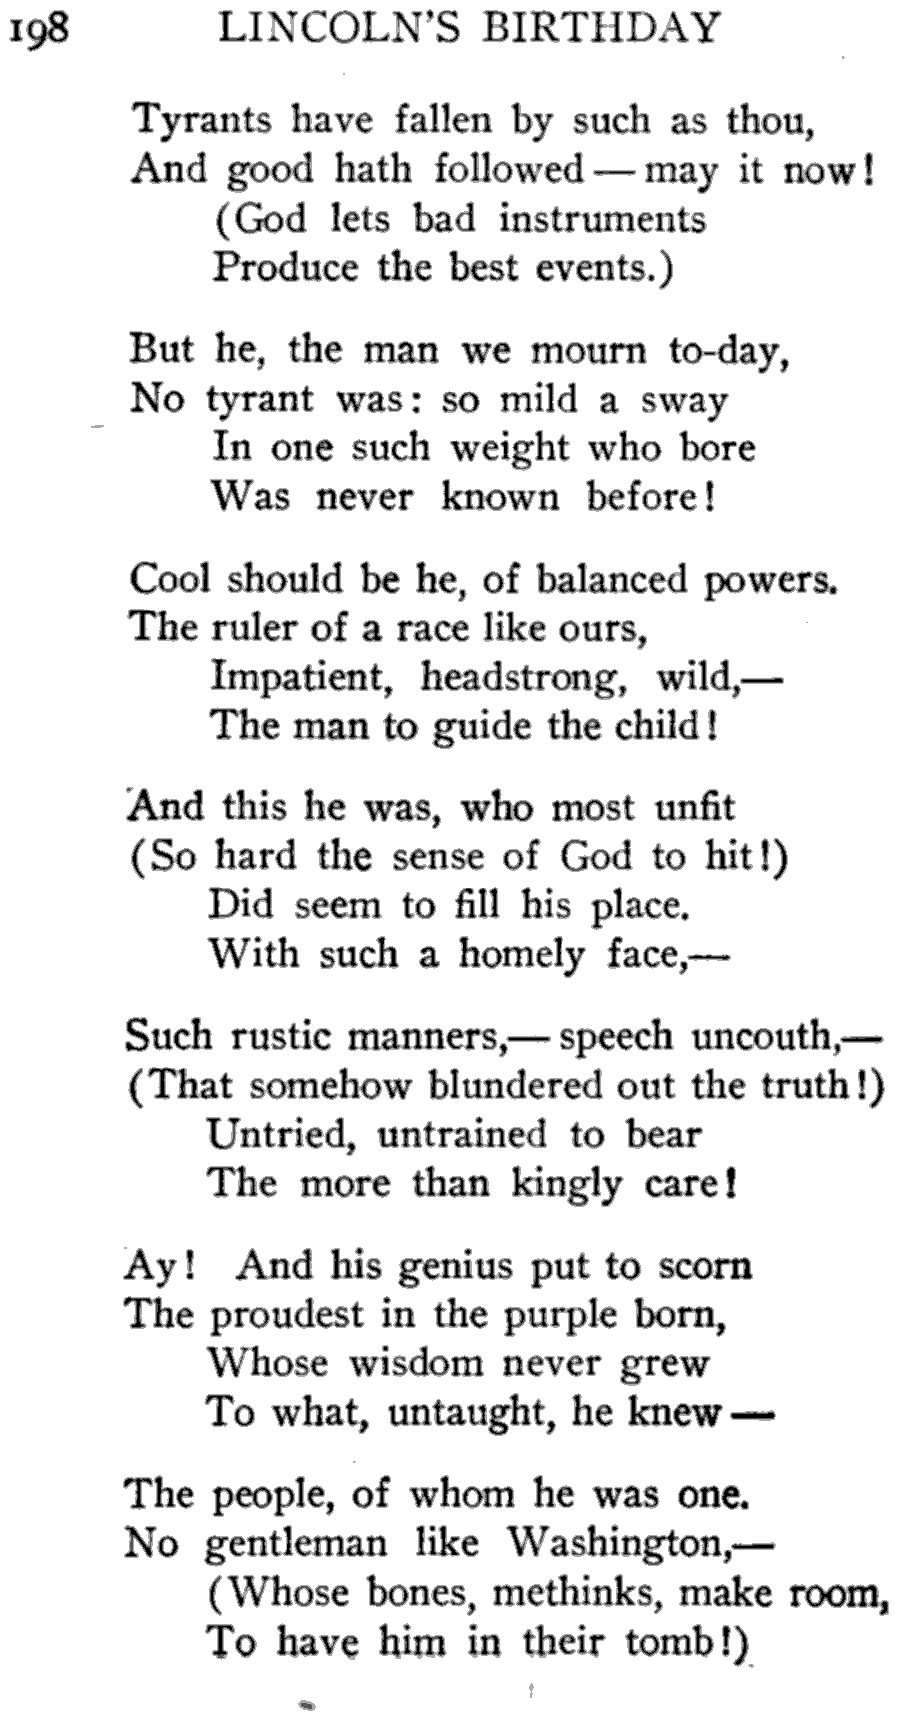 198 LINCOLN'S BIRTHDAY
Tyrants have fallen by such as thou,
And good hath followed — may it now!
(God lets bad instruments
Produce the best events.)
But he, the man we mourn to-day,
No tyrant was: so mild a sway
In one such weight who bore
Was never known before!
Cool should be he, of balanced powers.
The ruler of a race like ours,
Impatient, headstrong, wild,—
The man to guide the child!
And this he was, who most unfit
(So hard the sense of God to hit!)
Did seem to fill his place.
With such a homely face,—
Such rustic manners,— speech uncouth,—
(That somehow blundered out the truth!)
Untried, untrained to bear
The more than kingly care!
Ay! And his genius put to scorn
The proudest in the purple born,
Whose wisdom never grew
To what, untaught, he knew —
The people, of whom he was one.
No gentleman like Washington,—
(Whose bones, methinks, make room,
To have him in their tomb!)